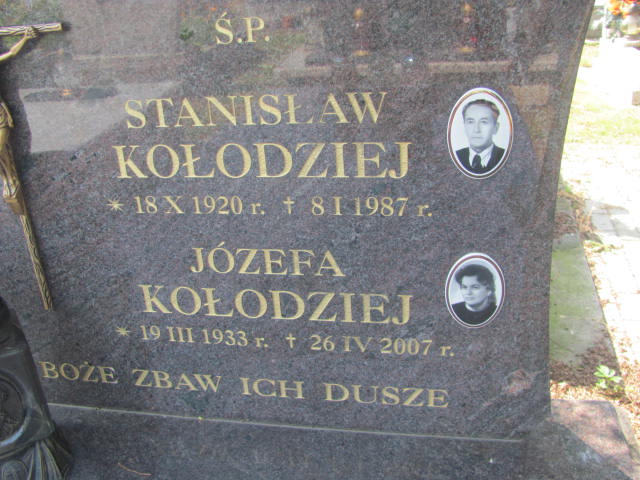 Ś.P.
STANISŁAW
KOŁODZIEJ
* 18 X 1920 r. † 8 I 1987 r.
JÓZEFA
KOŁODZIEJ
* 19 III 1933 r. † 26 IV 2007 r.
BOŻE ZBAW ICH DUSZE